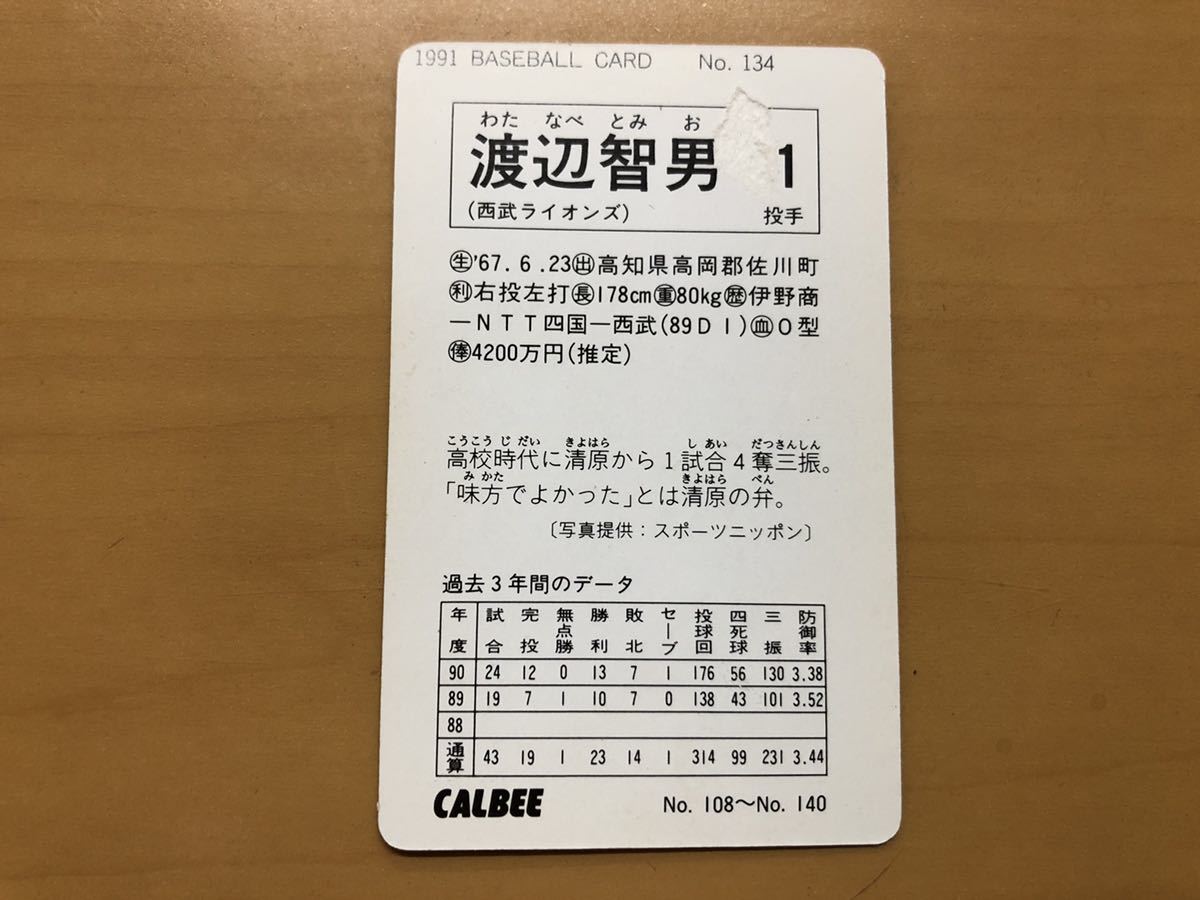 1991 BASEBALL CARD No. 134
わた なべ とみ お
渡辺智男 1
(西武ライオンズ) 投手
㊌'67.6.23㊌高知県高岡郡佐川町
利右投左打長178cm重80kg歴伊野商
―NTT四国―西武(89D1)血O型
俸4200万円(推定)
こうこうじだい きよはら しあい だつさんしん
高校時代に清原から1試合4奪三振。
みかた きよはら べん
「味方でよかった」とは清原の弁。
〔写真提供:スポーツニッポン〕
過去3年間のデータ
年度 試合 完投 無点勝 勝利 敗北 セーブ 投球回 四死球 三振 防御率
90 24 12 0 13 7 1 176 56 130 3.38
89 19 7 1 10 7 0 138 43 101 3.52
88
通算 43 19 1 23 14 1 314 99 231 3.44
CALBEE No. 108〜No. 140